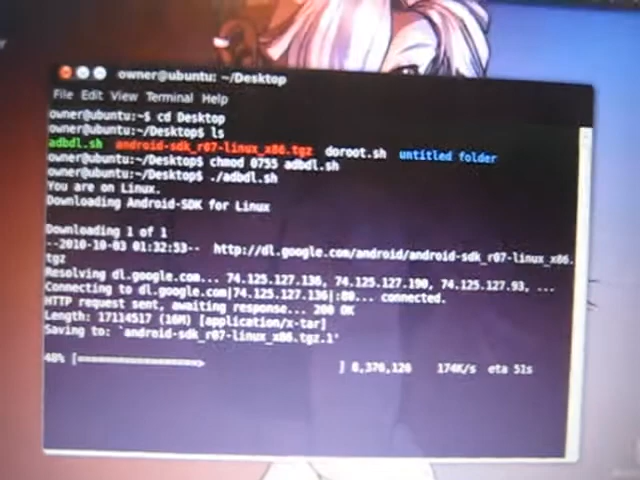 owner@ubuntu: ~/Desktop
File Edit View Terminal Help
owner@ubuntu:~$ cd Desktop
owner@ubuntu:~/Desktop$ ls
adbdl.sh android-sdk_r07-linux_x86.tgz doroot.sh untitled folder
owner@ubuntu:~/Desktop$ chmod 0755 adbdl.sh
owner@ubuntu:~/Desktop$ ./adbdl.sh
You are on Linux.
Downloading Android-SDK for Linux
Downloading 1 of 1
--2010-10-03 01:32:53-- http://dl.google.com/android/android-sdk_r07-linux_x86.
tgz
Resolving dl.google.com... 74.125.127.136, 74.125.127.190, 74.125.127.93, ...
Connecting to dl.google.com|74.125.127.136|:80... connected.
HTTP request sent, awaiting response... 200 OK
Length: 17114517 (16M) [application/x-tar]
Saving to: `android-sdk_r07-linux_x86.tgz.1'
48% [=================> ] 8,376,126 174K/s eta 51s